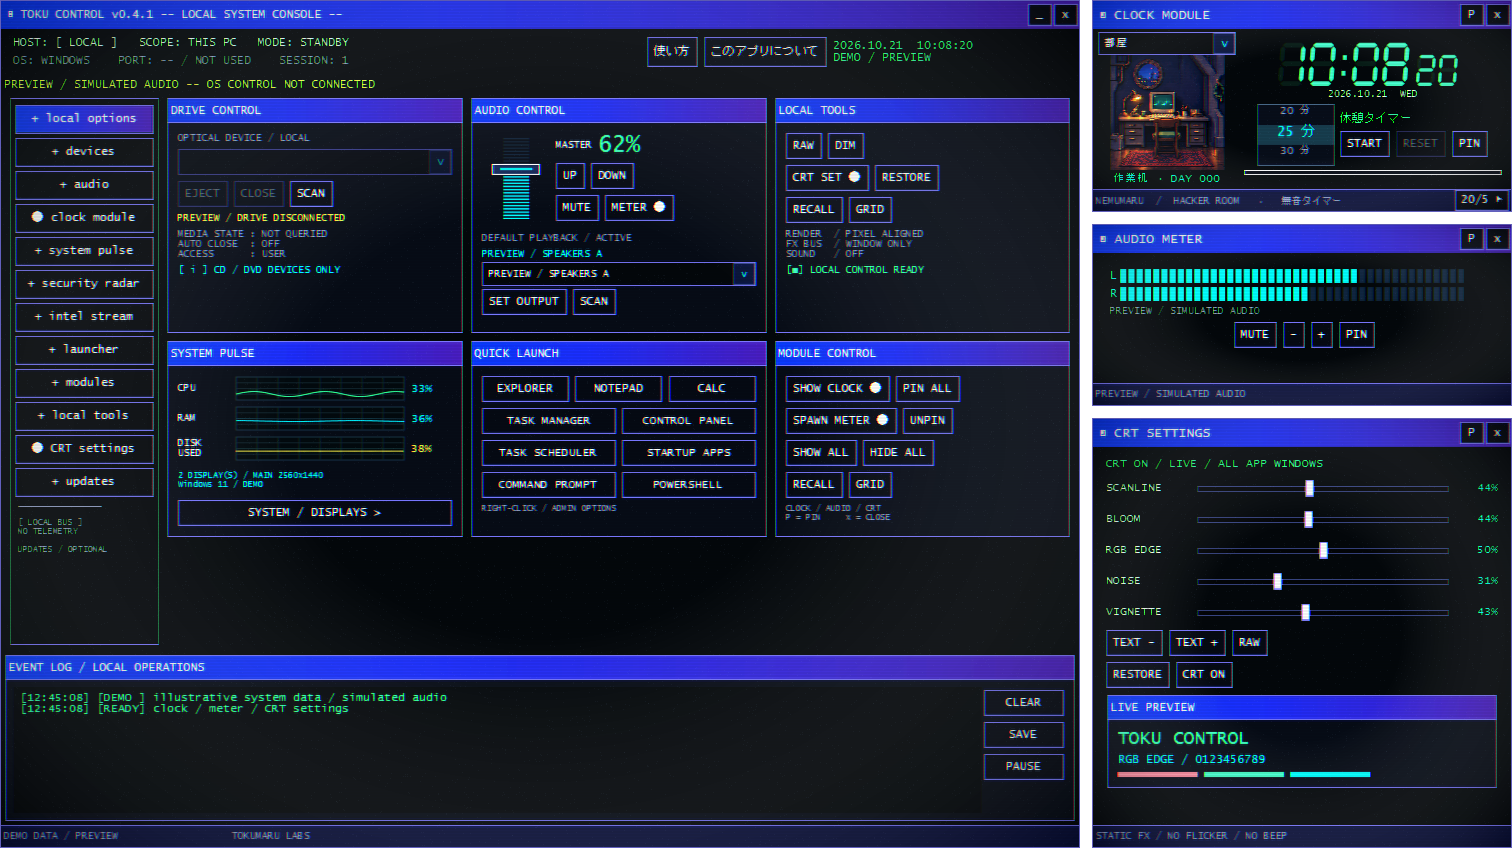 TOKU CONTROL v0.4.1 -- LOCAL SYSTEM CONSOLE --
_ x
HOST: [ LOCAL ] SCOPE: THIS PC MODE: STANDBY
OS: WINDOWS PORT: -- / NOT USED SESSION: 1
使い方 このアプリについて
2026.10.21 10:08:20
DEMO / PREVIEW
PREVIEW / SIMULATED AUDIO -- OS CONTROL NOT CONNECTED
+ local options
+ devices
+ audio
clock module
+ system pulse
+ security radar
+ intel stream
+ launcher
+ modules
+ local tools
CRT settings
+ updates
[ LOCAL BUS ]
NO TELEMETRY
UPDATES / OPTIONAL
DRIVE CONTROL
OPTICAL DEVICE / LOCAL
v
EJECT CLOSE SCAN
PREVIEW / DRIVE DISCONNECTED
MEDIA STATE : NOT QUERIED
AUTO CLOSE : OFF
ACCESS : USER
[ i ] CD / DVD DEVICES ONLY
AUDIO CONTROL
MASTER 62%
UP DOWN
MUTE METER
DEFAULT PLAYBACK / ACTIVE
PREVIEW / SPEAKERS A
PREVIEW / SPEAKERS A v
SET OUTPUT SCAN
LOCAL TOOLS
RAW DIM
CRT SET RESTORE
RECALL GRID
RENDER / PIXEL ALIGNED
FX BUS / WINDOW ONLY
SOUND / OFF
[■] LOCAL CONTROL READY
SYSTEM PULSE
CPU 33%
RAM 36%
DISK USED 38%
2 DISPLAY(S) / MAIN 2560x1440
Windows 11 / DEMO
SYSTEM / DISPLAYS >
QUICK LAUNCH
EXPLORER NOTEPAD CALC
TASK MANAGER CONTROL PANEL
TASK SCHEDULER STARTUP APPS
COMMAND PROMPT POWERSHELL
RIGHT-CLICK / ADMIN OPTIONS
MODULE CONTROL
SHOW CLOCK PIN ALL
SPAWN METER UNPIN
SHOW ALL HIDE ALL
RECALL GRID
CLOCK / AUDIO / CRT
P = PIN x = CLOSE
EVENT LOG / LOCAL OPERATIONS
[12:45:08] [DEMO ] illustrative system data / simulated audio
[12:45:08] [READY] clock / meter / CRT settings
CLEAR
SAVE
PAUSE
DEMO DATA / PREVIEW TOKUMARU LABS
CLOCK MODULE
P x
部屋 v
10:08 20
2026.10.21 WED
20 分
25 分
30 分
休憩タイマー
START RESET PIN
作業机 · DAY 000
NEMUMARU / HACKER ROOM · 無音タイマー
20/5 ▶
AUDIO METER
P x
L
R
PREVIEW / SIMULATED AUDIO
MUTE - + PIN
PREVIEW / SIMULATED AUDIO
CRT SETTINGS
P x
CRT ON / LIVE / ALL APP WINDOWS
SCANLINE 44%
BLOOM 44%
RGB EDGE 50%
NOISE 31%
VIGNETTE 43%
TEXT - TEXT + RAW
RESTORE CRT ON
LIVE PREVIEW
TOKU CONTROL
RGB EDGE / 0123456789
STATIC FX / NO FLICKER / NO BEEP